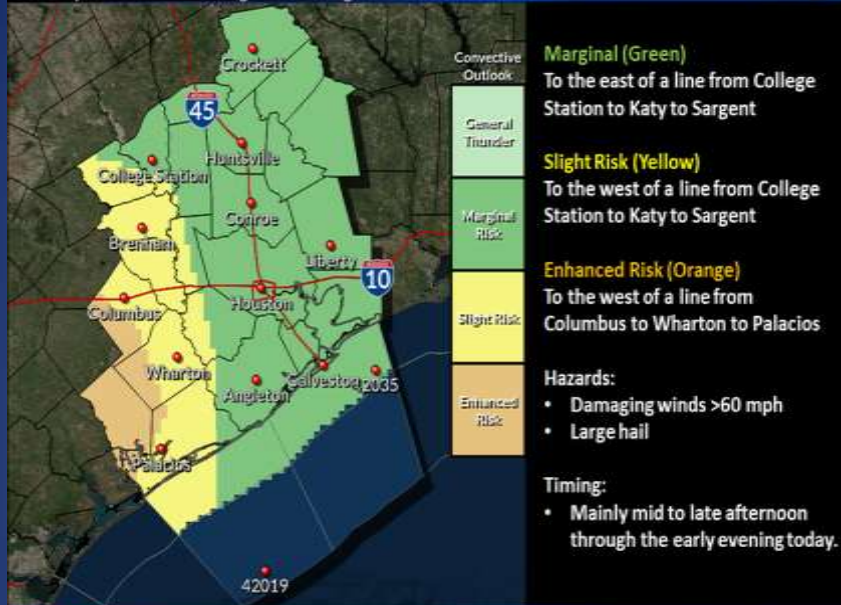 Crockett
45
Huntsville
College Station
Conroe
Brenham
Liberty
10
Columbus
Houston
Wharton
Galveston
2035
Angleton
Palacios
42019
Convective
Outlook
General
Thunder
Marginal
Risk
Slight Risk
Enhanced
Risk
Marginal (Green)
To the east of a line from College
Station to Katy to Sargent
Slight Risk (Yellow)
To the west of a line from College
Station to Katy to Sargent
Enhanced Risk (Orange)
To the west of a line from
Columbus to Wharton to Palacios
Hazards:
• Damaging winds >60 mph
• Large hail
Timing:
• Mainly mid to late afternoon
through the early evening today.